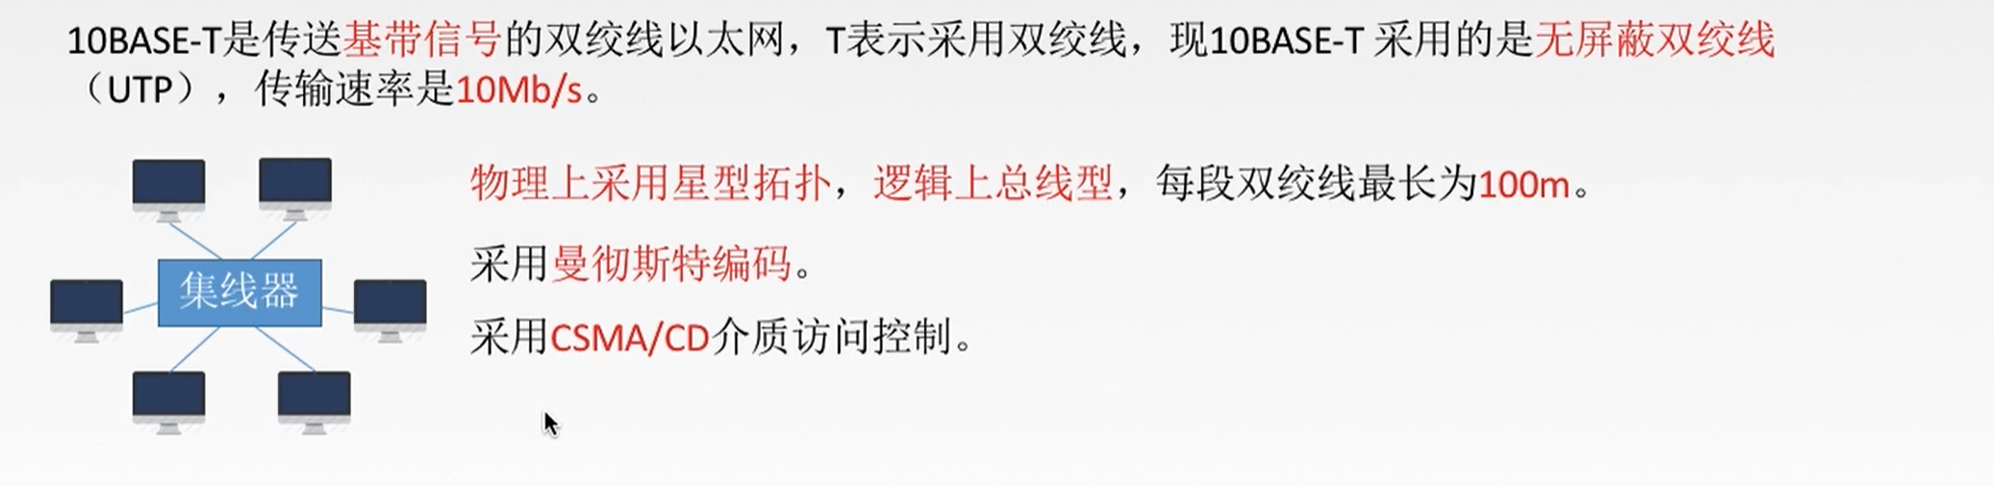 10BASE-T是传送基带信号的双绞线以太网，T表示采用双绞线，现10BASE-T 采用的是无屏蔽双绞线
（UTP），传输速率是10Mb/s。
物理上采用星型拓扑，逻辑上总线型，每段双绞线最长为100m。
采用曼彻斯特编码。
集线器
采用CSMA/CD介质访问控制。